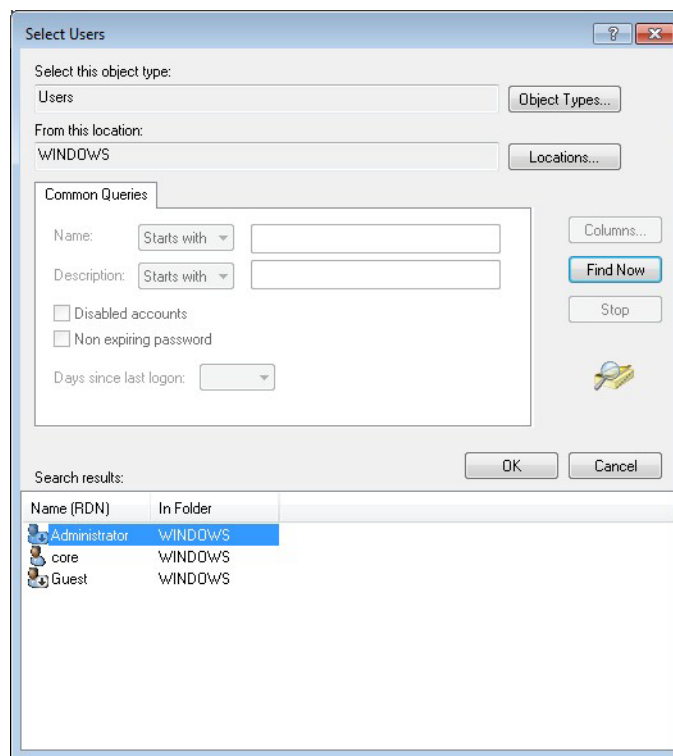 Select Users
Select this object type:
Users
Object Types...
From this location:
WINDOWS
Locations...
Common Queries
Name:
Starts with
Columns...
Description:
Starts with
Find Now
Disabled accounts
Stop
Non expiring password
Days since last logon:
OK
Cancel
Search results:
Name (RDN) In Folder
Administrator WINDOWS
core WINDOWS
Guest WINDOWS